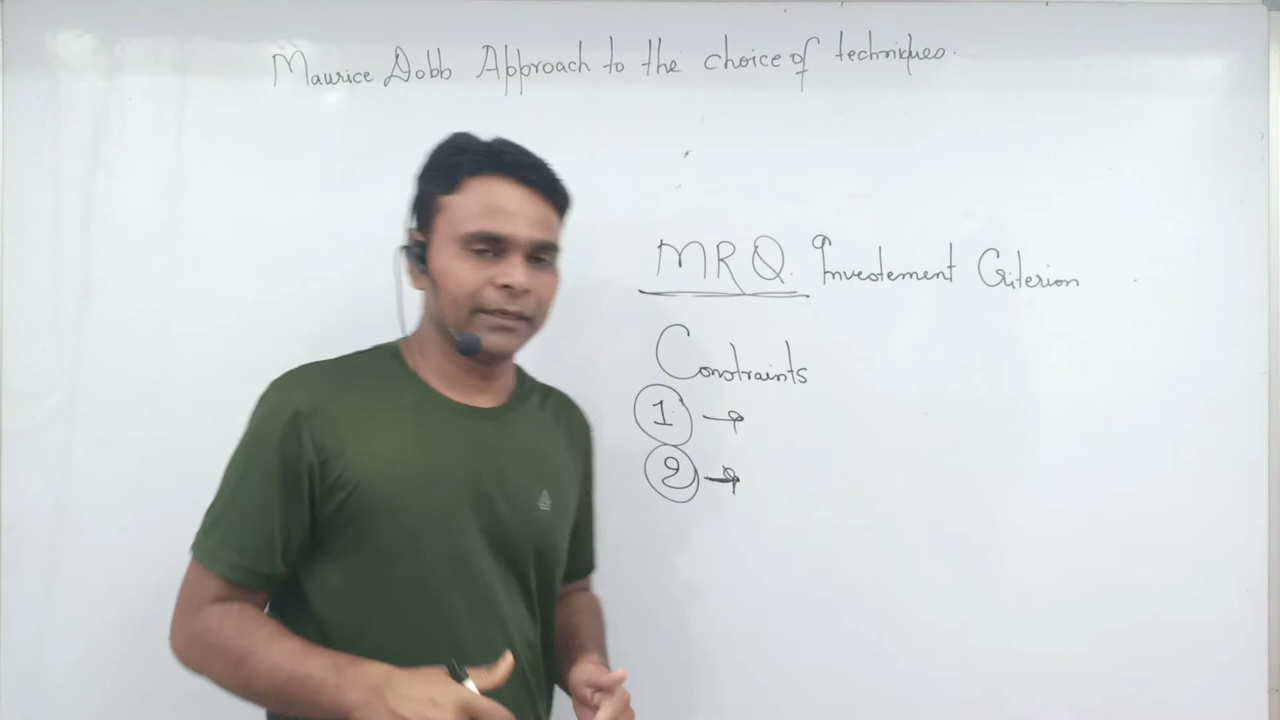 Maurice Dobb Approach to the choice of techniques.
MRQ. Investement Criterion
Constraints
1 →
2 →